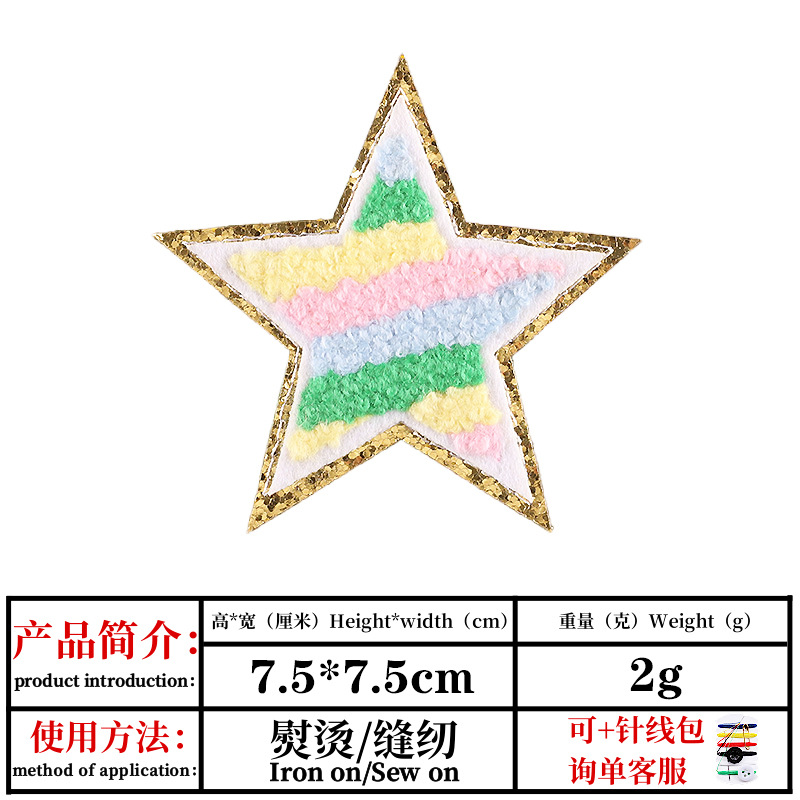 产品简介：
product introduction：
高*宽（厘米）Height*width（cm）
重量（克）Weight（g）
7.5*7.5cm
2g
使用方法：
method of application：
熨烫/缝纫
Iron on/Sew on
可+针线包
询单客服